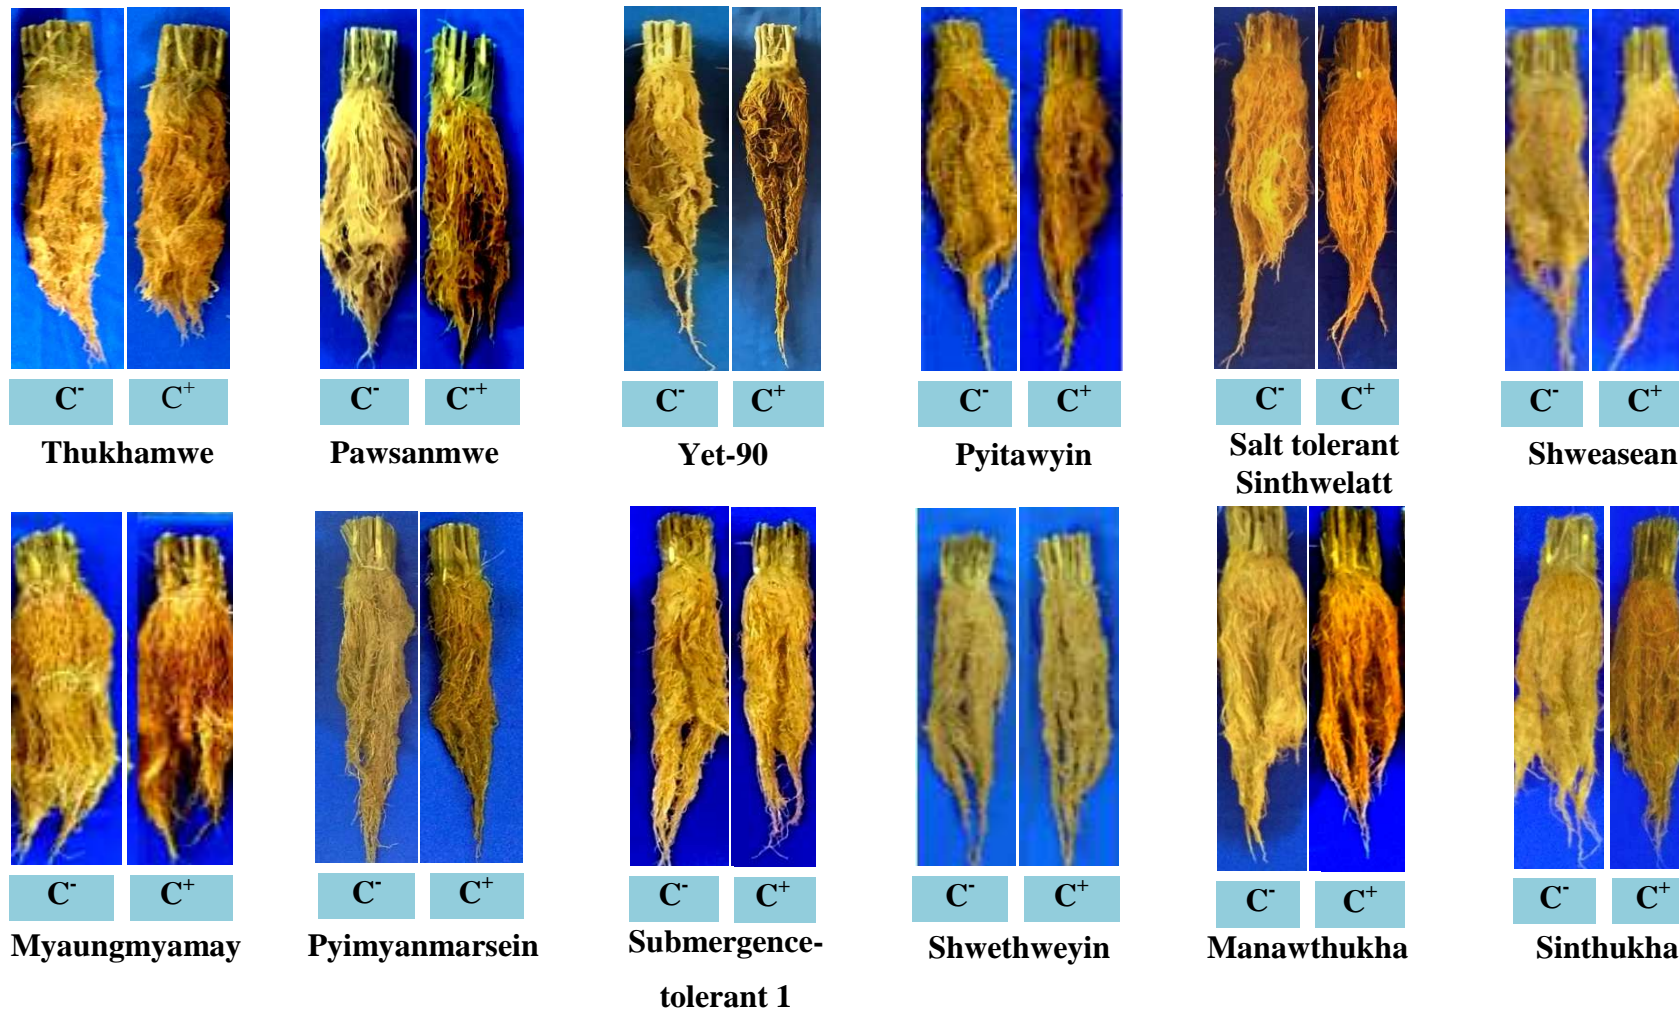 C⁻ C⁺ C⁻ C⁻⁺ C⁻ C⁺ C⁻ C⁺ C⁻ C⁺ C⁻ C⁺
Thukhamwe Pawsanmwe Yet-90 Pyitawyin Salt tolerant Shweasean
Sinthwelatt
C⁻ C⁺ C⁻ C⁺ C⁻ C⁺ C⁻ C⁺ C⁻ C⁺ C⁻ C⁺
Myaungmyamay Pyimyanmarsein Submergence- Shwethweyin Manawthukha Sinthukha
tolerant 1